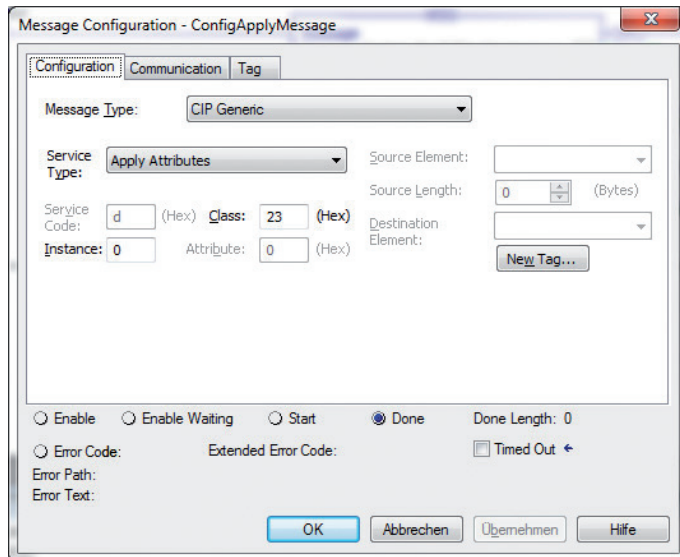 Message Configuration - ConfigApplyMessage
Configuration Communication Tag
Message Type: CIP Generic
Service Type: Apply Attributes
Source Element:
Source Length: 0 (Bytes)
Service Code: d (Hex) Class: 23 (Hex)
Destination Element:
Instance: 0 Attribute: 0 (Hex)
New Tag...
Enable Enable Waiting Start Done Done Length: 0
Error Code: Extended Error Code: Timed Out
Error Path:
Error Text:
OK Abbrechen Übernehmen Hilfe